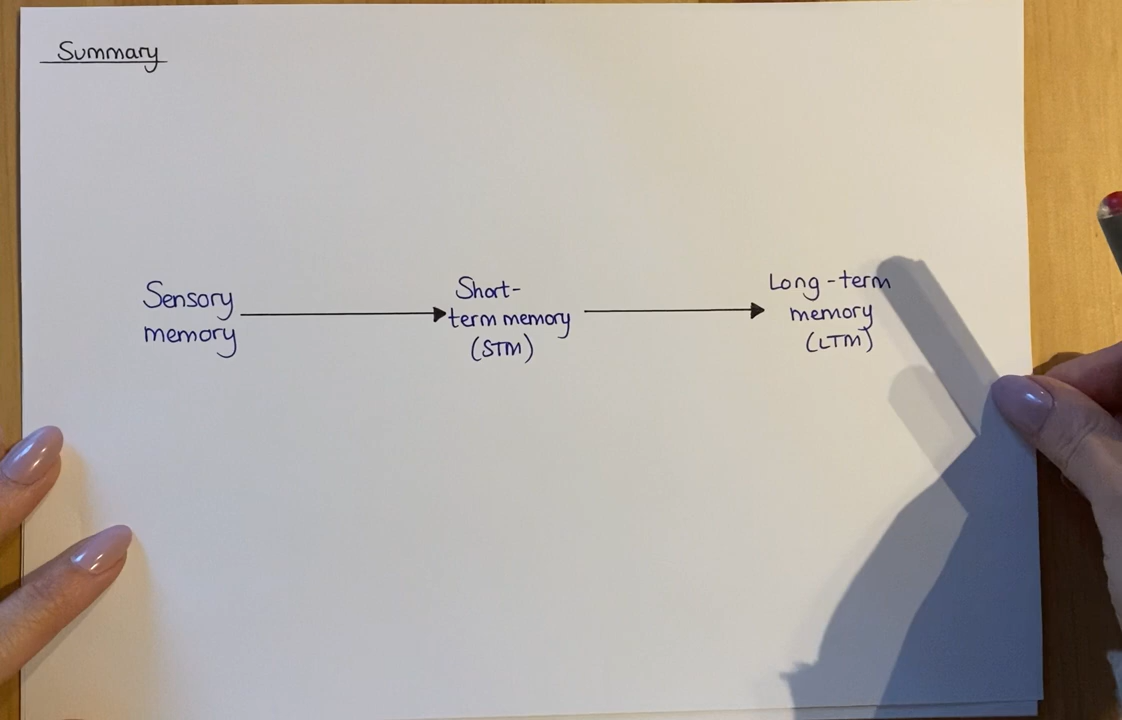 Summary
Sensory
memory
Short-
term memory
(STM)
Long-term
memory
(LTM)